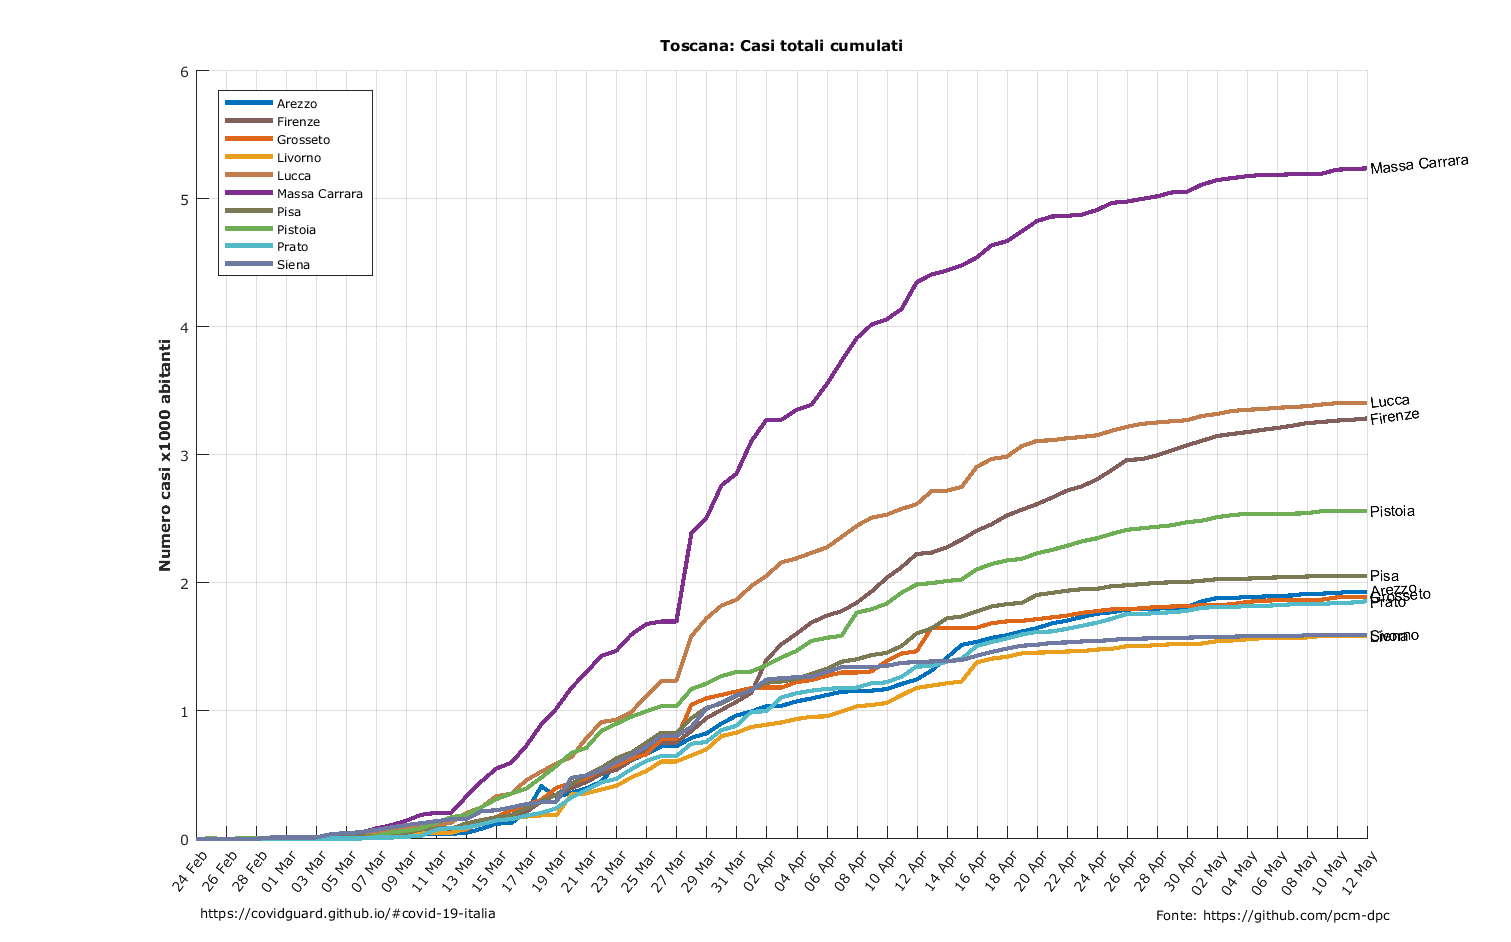 Toscana: Casi totali cumulati
Numero casi x1000 abitanti
6
5
4
3
2
1
0
Arezzo
Firenze
Grosseto
Livorno
Lucca
Massa Carrara
Pisa
Pistoia
Prato
Siena
Massa Carrara
Lucca
Firenze
Pistoia
Pisa
Arezzo
Grosseto
Prato
Livorno
Siena
24 Feb
26 Feb
28 Feb
01 Mar
03 Mar
05 Mar
07 Mar
09 Mar
11 Mar
13 Mar
15 Mar
17 Mar
19 Mar
21 Mar
23 Mar
25 Mar
27 Mar
29 Mar
31 Mar
02 Apr
04 Apr
06 Apr
08 Apr
10 Apr
12 Apr
14 Apr
16 Apr
18 Apr
20 Apr
22 Apr
24 Apr
26 Apr
28 Apr
30 Apr
02 May
04 May
06 May
08 May
10 May
12 May
https://covidguard.github.io/#covid-19-italia
Fonte: https://github.com/pcm-dpc